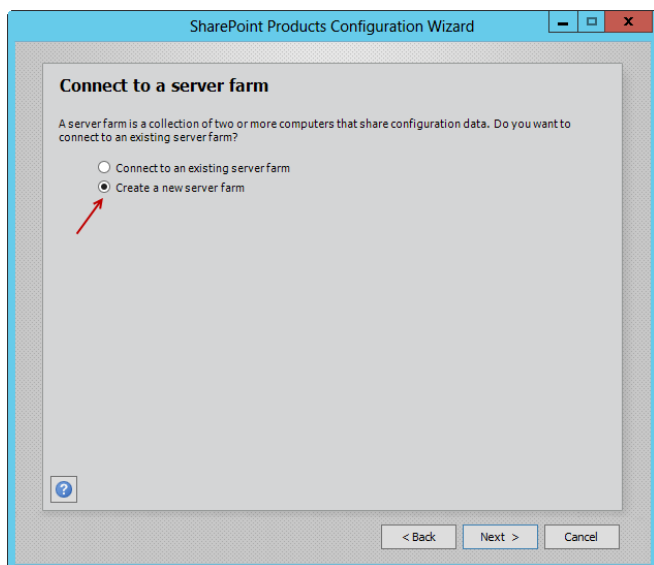 SharePoint Products Configuration Wizard
Connect to a server farm
A server farm is a collection of two or more computers that share configuration data. Do you want to
connect to an existing server farm?
Connect to an existing server farm
Create a new server farm
?
< Back Next > Cancel